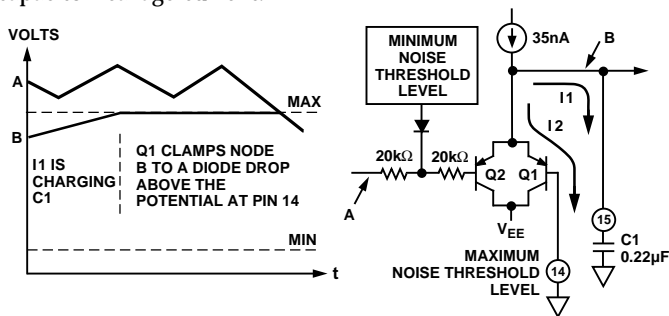 VOLTS
A
MAX
B
I1 IS
CHARGING
C1
Q1 CLAMPS NODE
B TO A DIODE DROP
ABOVE THE
POTENTIAL AT PIN 14
MIN
t
MINIMUM
NOISE
THRESHOLD
LEVEL
35nA
B
I1
I2
20kΩ
20kΩ
Q2
Q1
A
VEE
15
C1
0.22µF
MAXIMUM
NOISE THRESHOLD
LEVEL
14